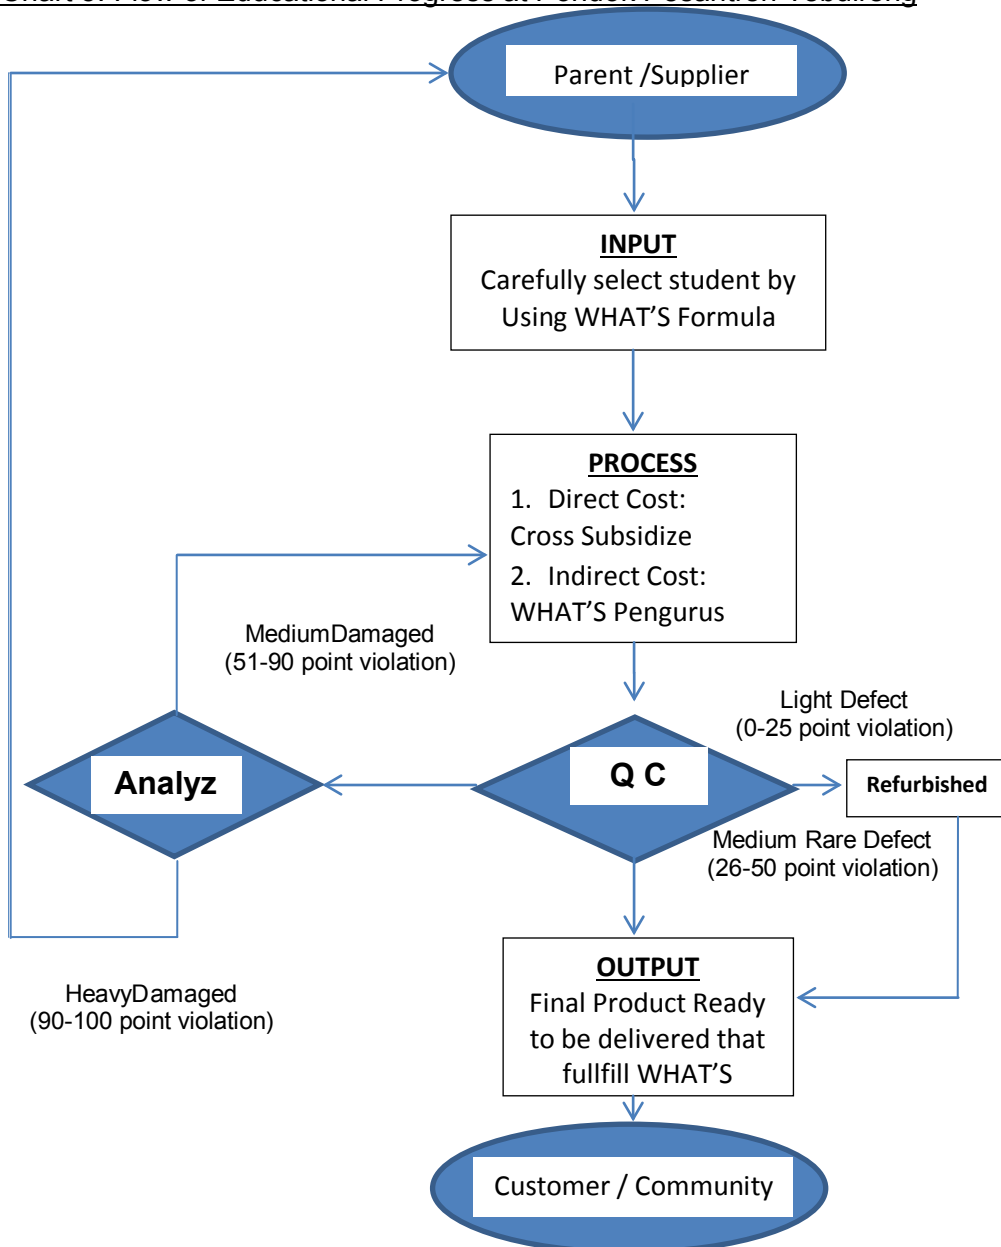 Parent /Supplier
INPUT
Carefully select student by
Using WHAT'S Formula
PROCESS
1. Direct Cost:
Cross Subsidize
2. Indirect Cost:
WHAT'S Pengurus
MediumDamaged
(51-90 point violation)
Light Defect
(0-25 point violation)
Analyz
Q C
Refurbished
Medium Rare Defect
(26-50 point violation)
OUTPUT
Final Product Ready
to be delivered that
fullfill WHAT'S
HeavyDamaged
(90-100 point violation)
Customer / Community